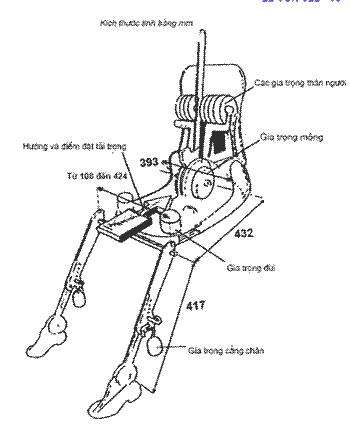 Kích thước tính bằng mm
Các gia trọng thân người
Gia trọng mông
Hướng và điểm đặt tải trọng
393
Từ 108 đến 424
432
Gia trọng đùi
417
Gia trọng cẳng chân